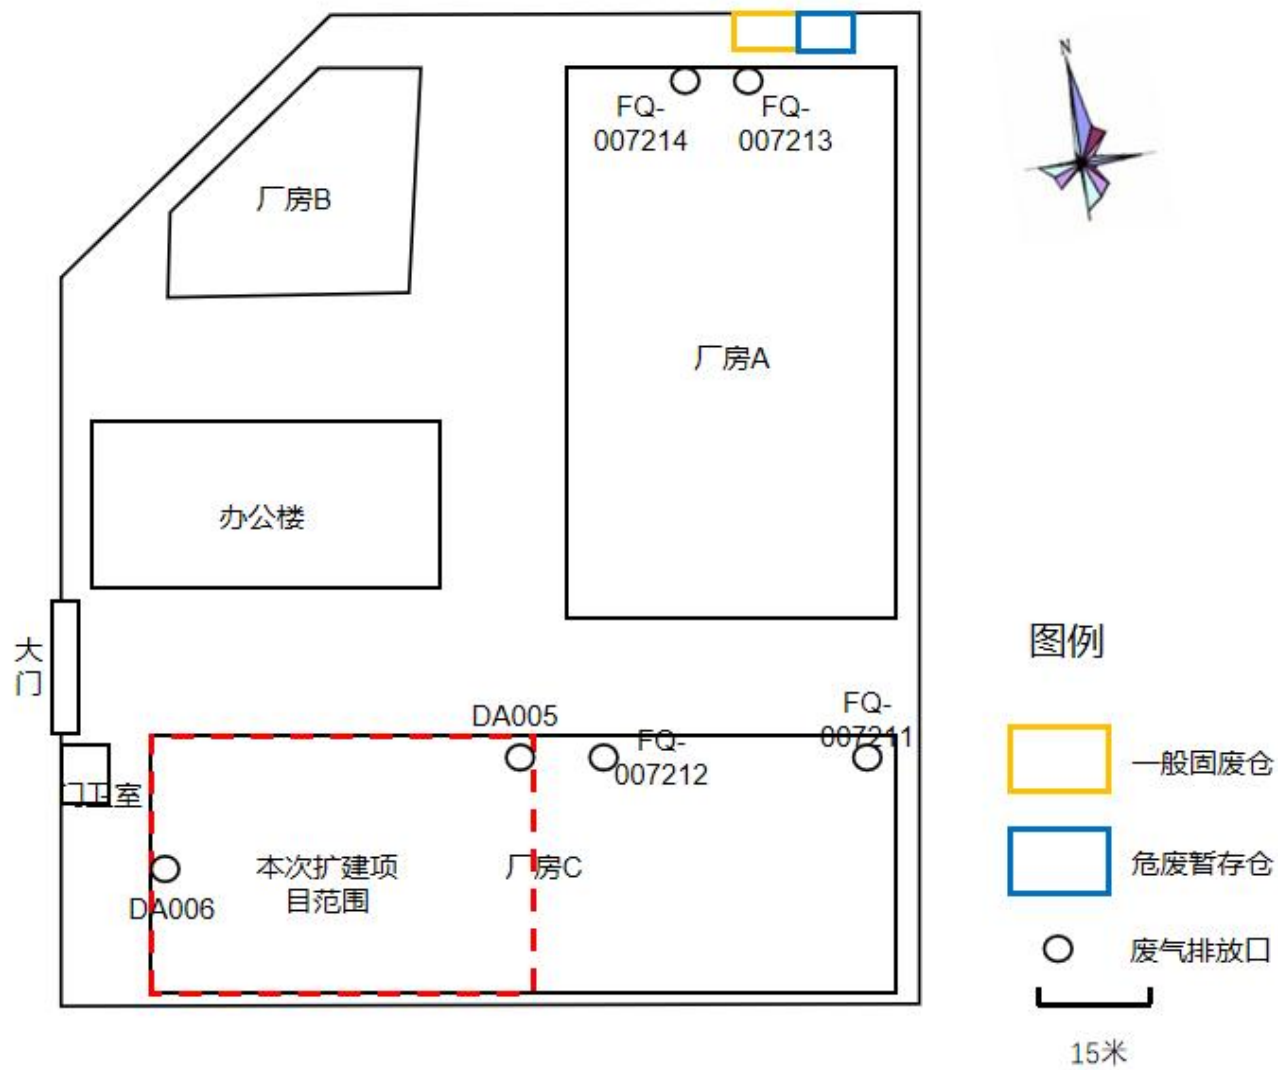 N
FQ-
007214
FQ-
007213
厂房B
厂房A
办公楼
大
门
图例
DA005
FQ-
007211
FQ-
007212
门卫室
一般固废仓
本次扩建项
目范围
厂房C
危废暂存仓
DA006
废气排放口
15米